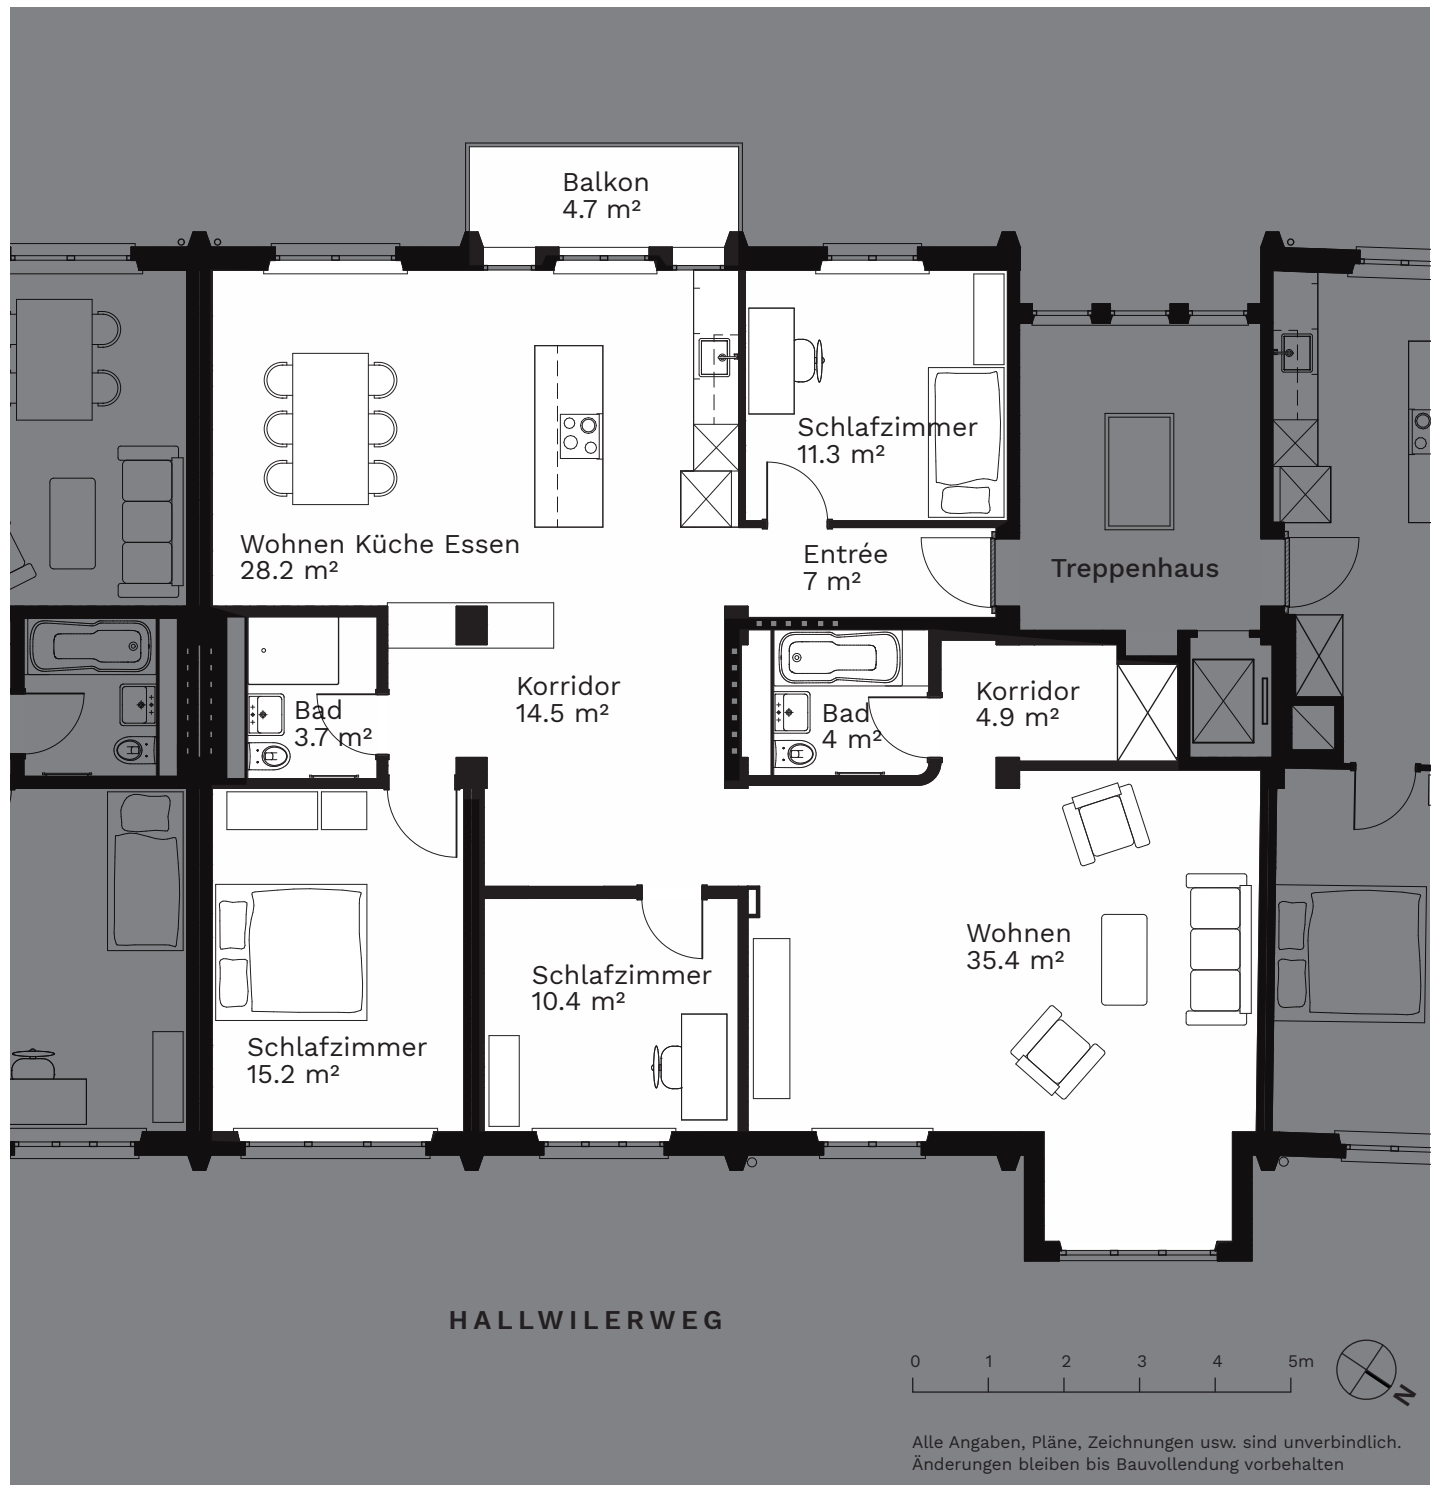 Balkon
4.7 m²
Schlafzimmer
11.3 m²
Wohnen Küche Essen
28.2 m²
Entrée
7 m²
Treppenhaus
Korridor
14.5 m²
Korridor
4.9 m²
Bad
3.7 m²
Bad
4 m²
Wohnen
35.4 m²
Schlafzimmer
10.4 m²
Schlafzimmer
15.2 m²
HALLWILERWEG
0 1 2 3 4 5m
N
Alle Angaben, Pläne, Zeichnungen usw. sind unverbindlich.
Änderungen bleiben bis Bauvollendung vorbehalten